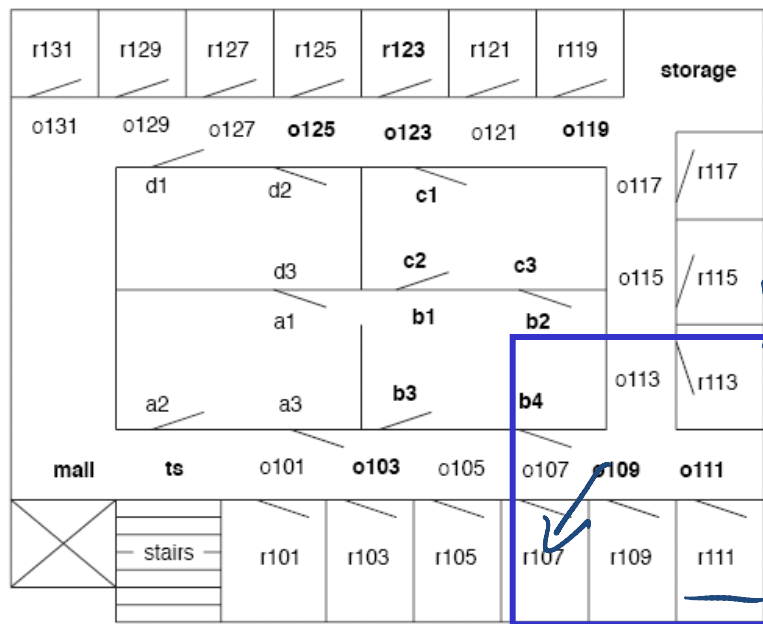 r131 r129 r127 r125 r123 r121 r119
storage
o131 o129 o127 o125 o123 o121 o119
d1 d2 c1 o117 r117
d3 c2 c3 o115 r115
a1 b1 b2
a2 a3 b3 b4 o113 r113
mail ts o101 o103 o105 o107 o109 o111
stairs r101 r103 r105 r107 r109 r111